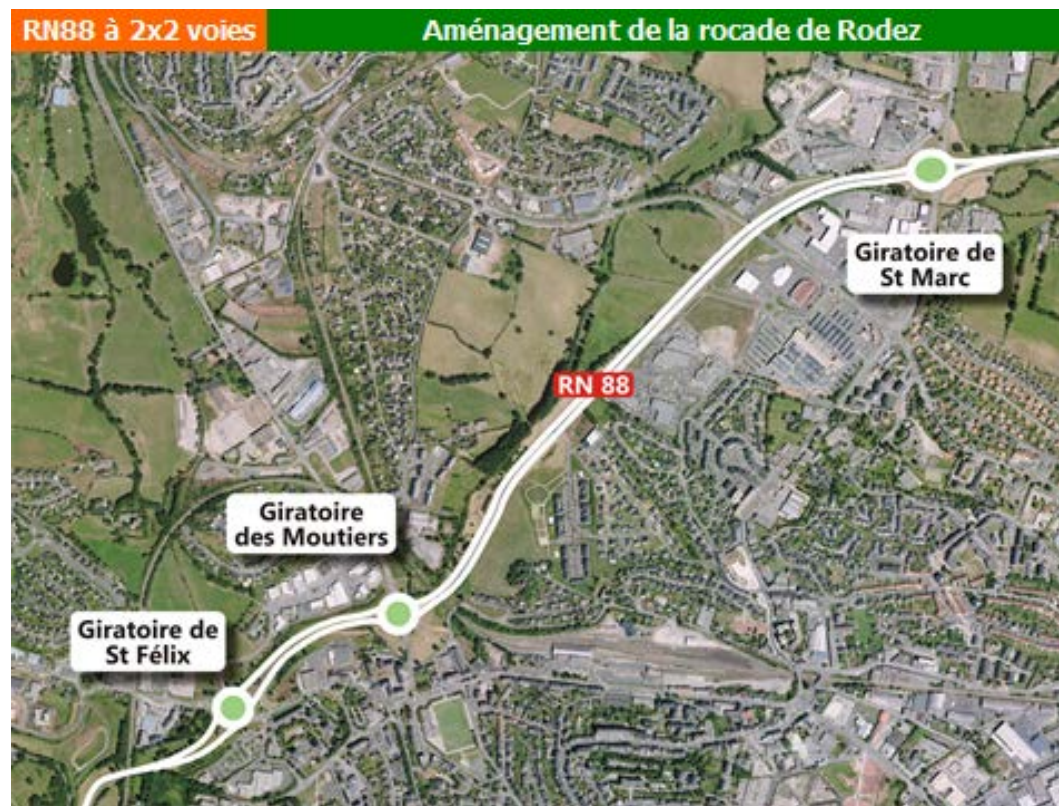 RN88 à 2x2 voies
Aménagement de la rocade de Rodez
Giratoire de
St Marc
RN 88
Giratoire
des Moutiers
Giratoire de
St Félix